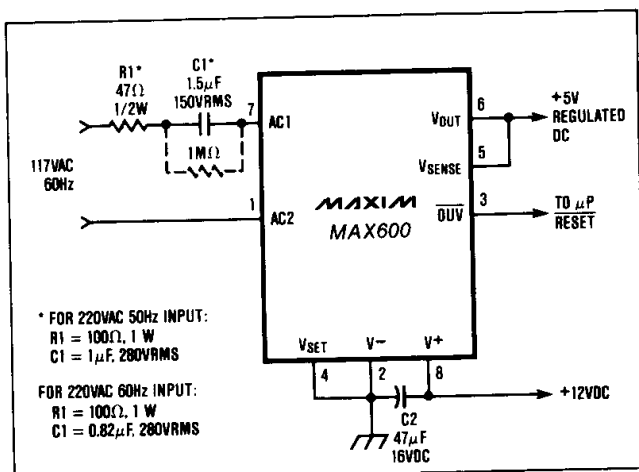 R1*
47Ω
1/2W
C1*
1.5µF
150VRMS
1MΩ
117VAC
60Hz
7
AC1
1
AC2
MAXIM
MAX600
VOUT
6
VSENSE
5
OUV
3
+5V
REGULATED
DC
TO µP
RESET
VSET
V−
V+
4
2
8
C2
47µF
16VDC
+12VDC
* FOR 220VAC 50Hz INPUT:
R1 = 100Ω, 1 W
C1 = 1µF, 280VRMS
FOR 220VAC 60Hz INPUT:
R1 = 100Ω, 1 W
C1 = 0.82µF, 280VRMS